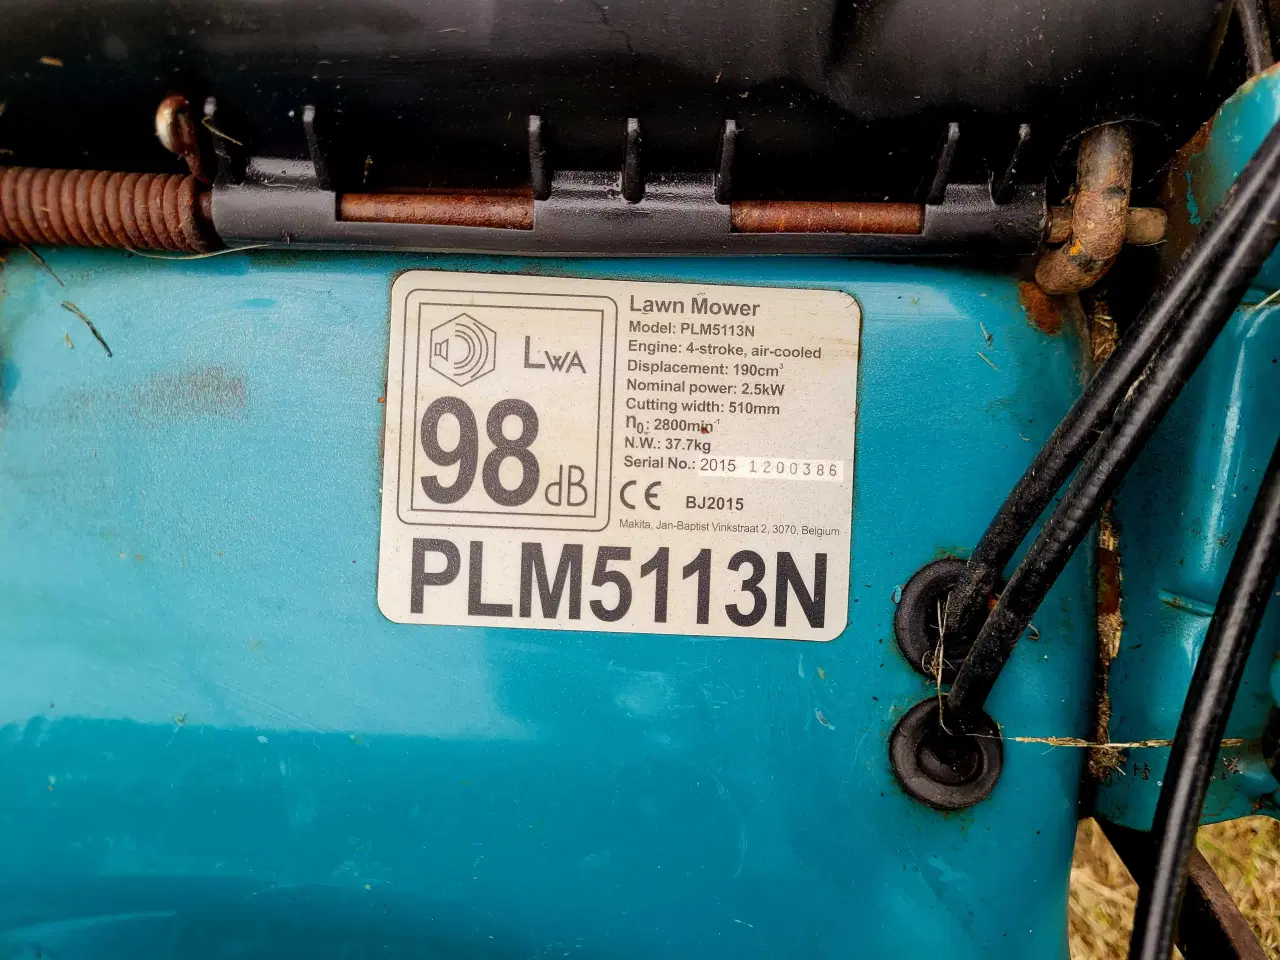 LWA
98 dB
Lawn Mower
Model: PLM5113N
Engine: 4-stroke, air-cooled
Displacement: 190cm³
Nominal power: 2.5kW
Cutting width: 510mm
n₀: 2800min⁻¹
N.W.: 37.7kg
Serial No.: 2015 1200386
CE BJ2015
Makita, Jan-Baptist Vinkstraat 2, 3070, Belgium
PLM5113N